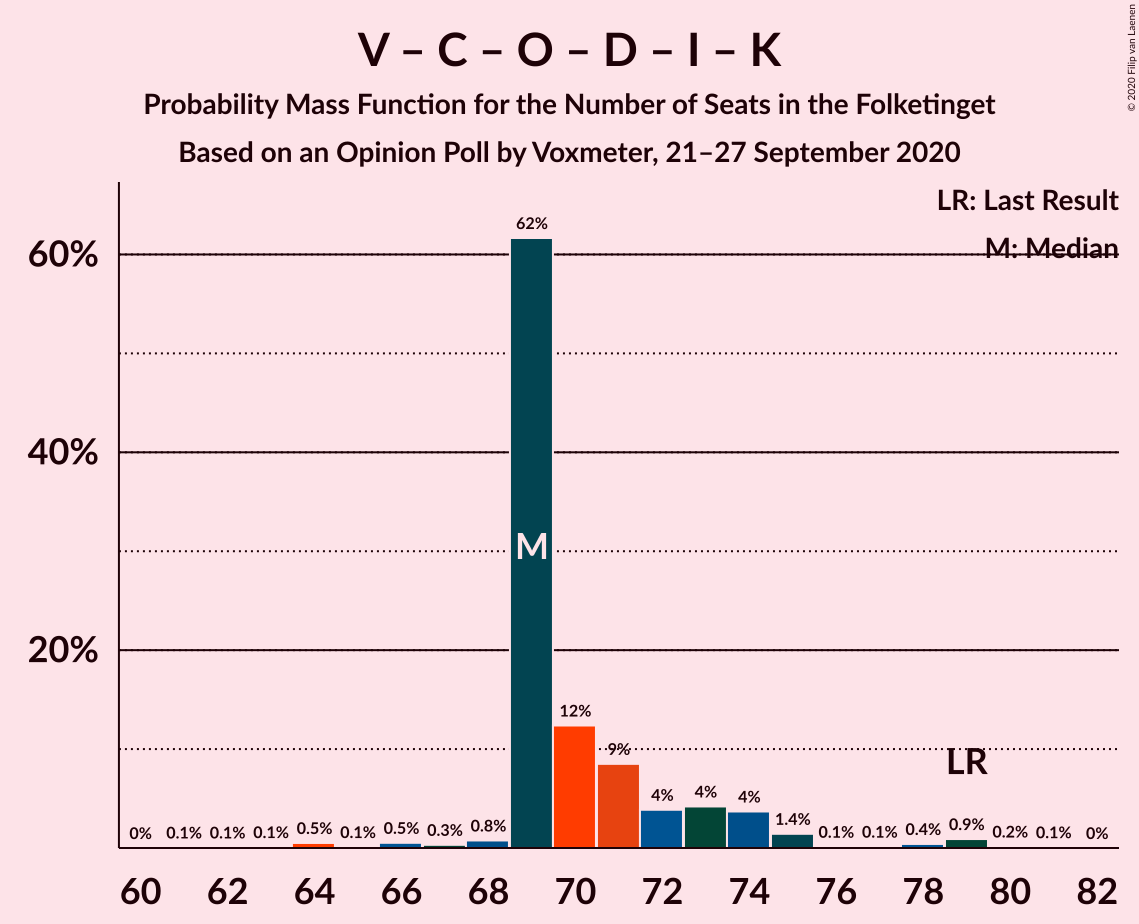 V – C – O – D – I – K
Probability Mass Function for the Number of Seats in the Folketinget
Based on an Opinion Poll by Voxmeter, 21–27 September 2020
© 2020 Filip van Laenen
LR: Last Result
M: Median
60%
40%
20%
0%
0.1%
0.1%
0.1%
0.5%
0.1%
0.5%
0.3%
0.8%
62%
M
12%
9%
4%
4%
4%
1.4%
0.1%
0.1%
0.4%
0.9%
LR
0.2%
0.1%
0%
60 62 64 66 68 70 72 74 76 78 80 82